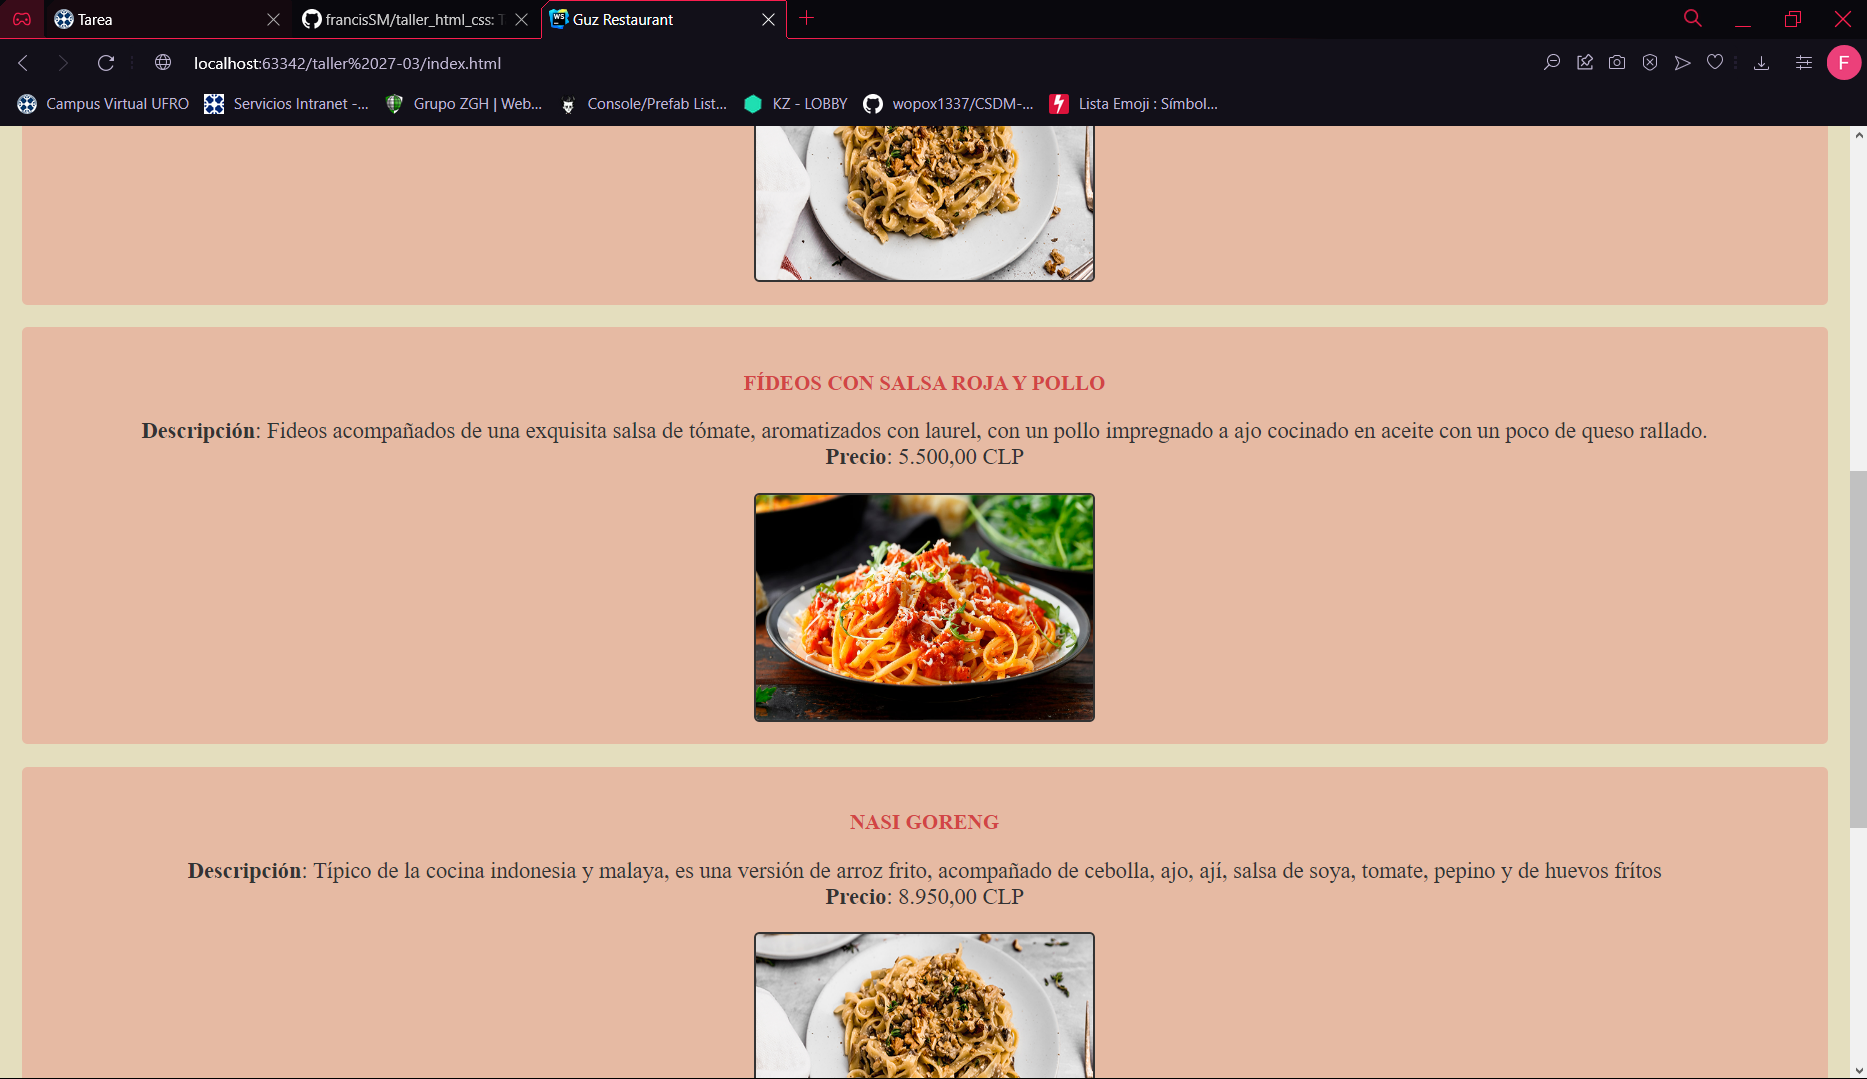 Tarea
francisSM/taller_html_css: T
Guz Restaurant
localhost:63342/taller%2027-03/index.html
F
Campus Virtual UFRO
Servicios Intranet -...
Grupo ZGH | Web...
Console/Prefab List...
KZ - LOBBY
wopox1337/CSDM-...
Lista Emoji : Símbol...
FÍDEOS CON SALSA ROJA Y POLLO
Descripción: Fideos acompañados de una exquisita salsa de tómate, aromatizados con laurel, con un pollo impregnado a ajo cocinado en aceite con un poco de queso rallado.
Precio: 5.500,00 CLP
NASI GORENG
Descripción: Típico de la cocina indonesia y malaya, es una versión de arroz frito, acompañado de cebolla, ajo, ají, salsa de soya, tomate, pepino y de huevos frítos
Precio: 8.950,00 CLP